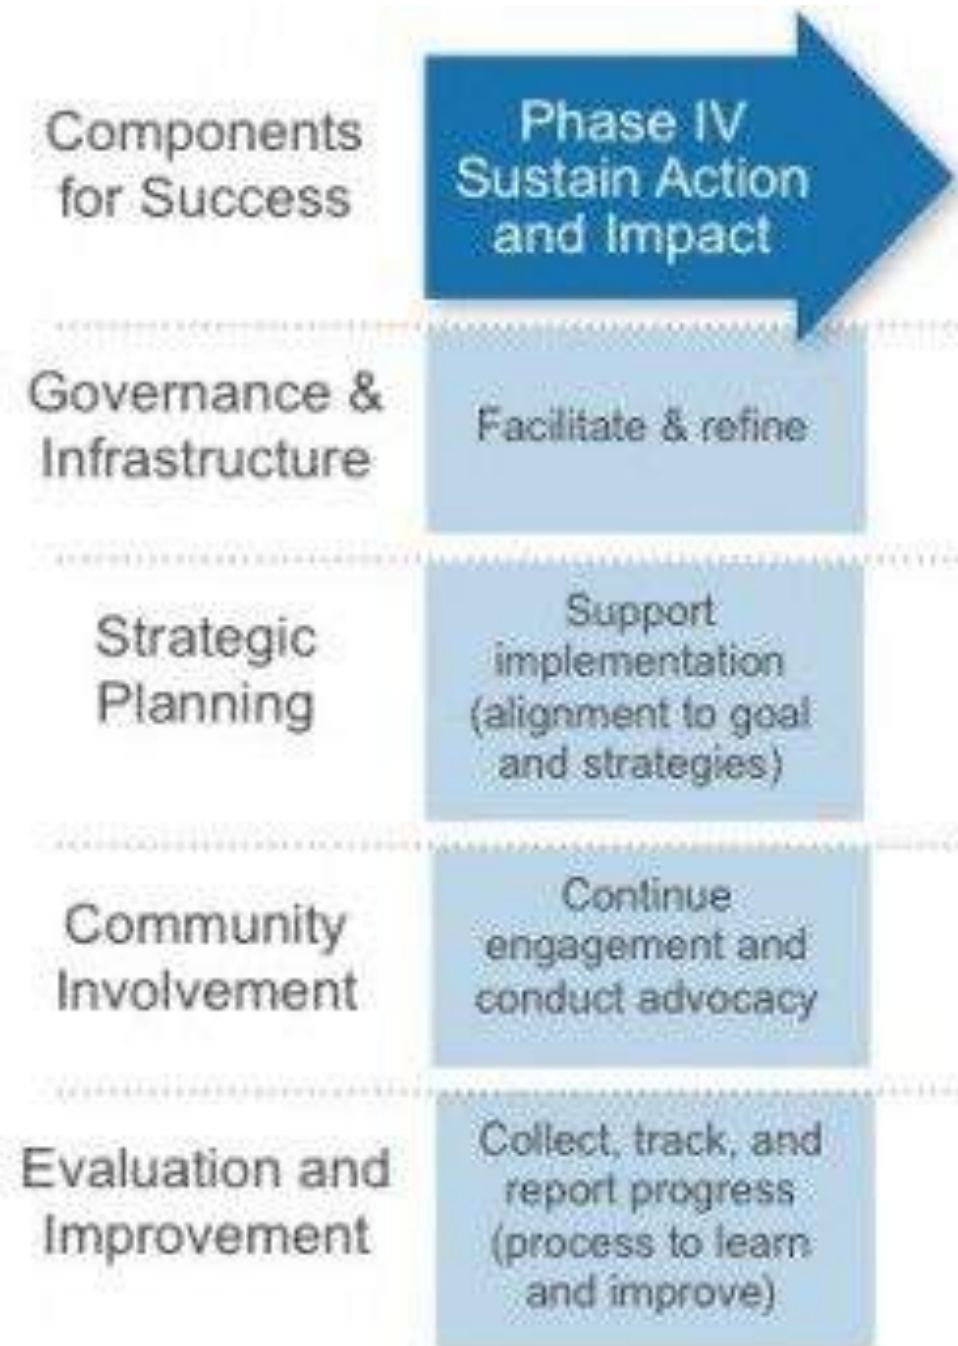 Components
for Success
Phase IV
Sustain Action
and Impact
Governance &
Infrastructure
Facilitate & refine
Strategic
Planning
Support
implementation
(alignment to goal
and strategies)
Community
Involvement
Continue
engagement and
conduct advocacy
Evaluation and
Improvement
Collect, track, and
report progress
(process to learn
and improve)